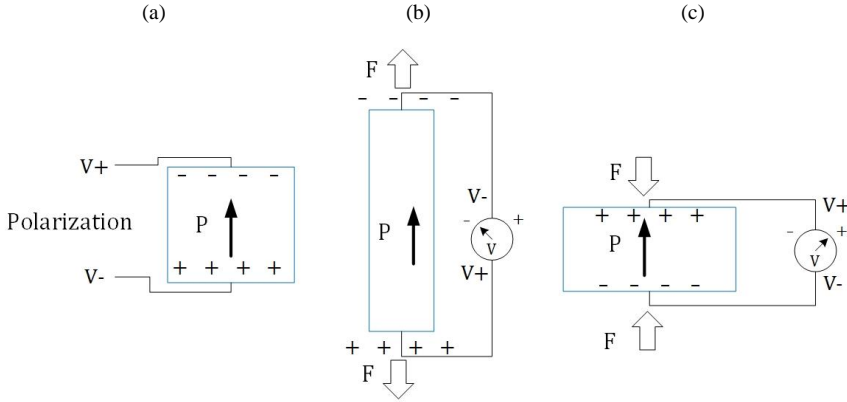 (a)
(b)
(c)
V+
- - - -
Polarization
P
+ + + +
V-
F
- - - -
V-
- +
P
V
V+
+ + + +
F
F
V+
+ + + +
- +
P
V
- - - -
V-
F